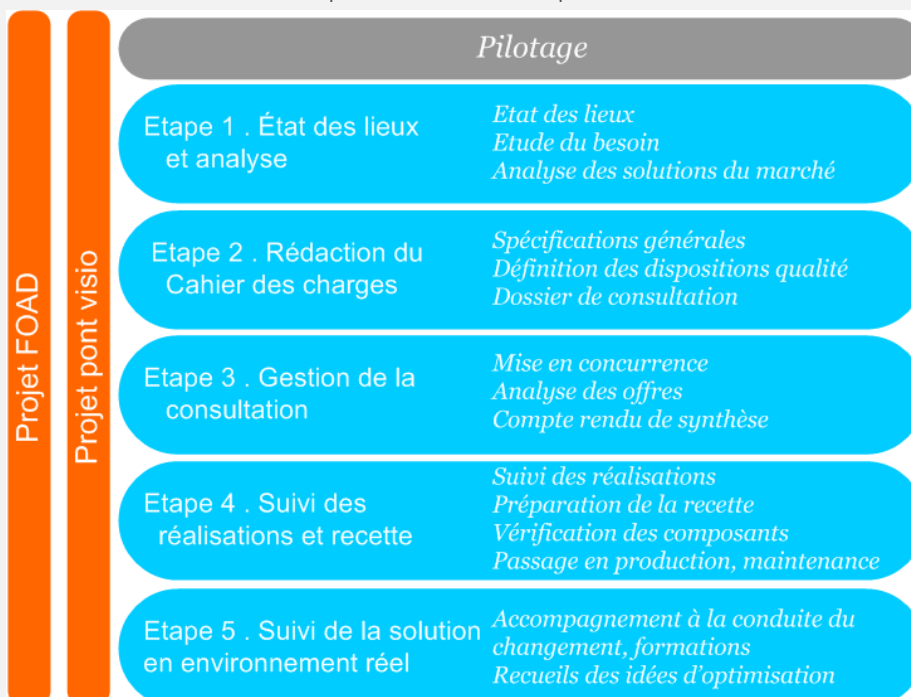 Projet FOAD
Projet pont visio
Pilotage
Etape 1 . État des lieux
et analyse
Etat des lieux
Etude du besoin
Analyse des solutions du marché
Etape 2 . Rédaction du
Cahier des charges
Spécifications générales
Définition des dispositions qualité
Dossier de consultation
Etape 3 . Gestion de la
consultation
Mise en concurrence
Analyse des offres
Compte rendu de synthèse
Etape 4 . Suivi des
réalisations et recette
Suivi des réalisations
Préparation de la recette
Vérification des composants
Passage en production, maintenance
Etape 5 . Suivi de la solution
en environnement réel
Accompagnement à la conduite du
changement, formations
Recueils des idées d'optimisation